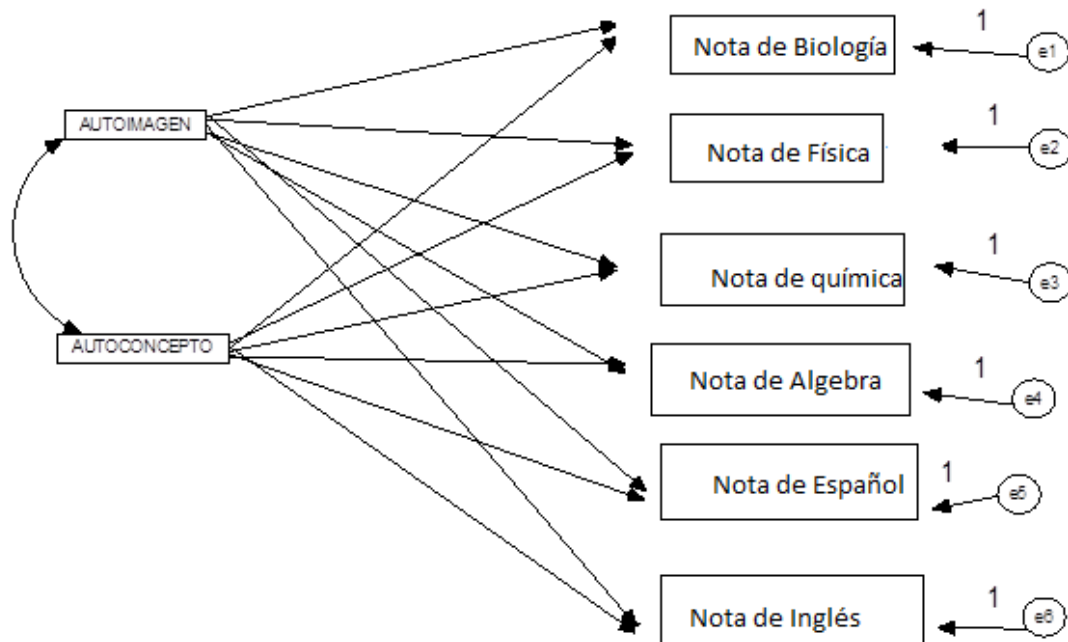 1
Nota de Biología
e1
AUTOIMAGEN
1
Nota de Física
e2
1
Nota de química
e3
AUTOCONCEPTO
1
Nota de Algebra
e4
1
Nota de Español
e5
1
Nota de Inglés
e6